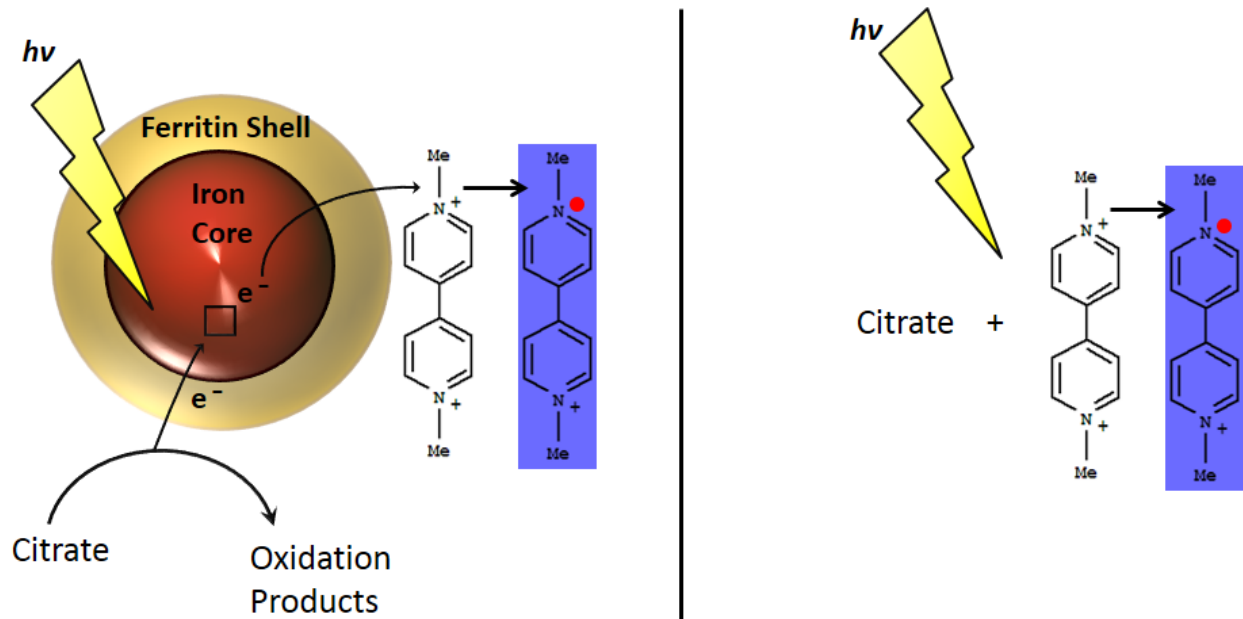 hν
Ferritin Shell
Iron
Core
e⁻
e⁻
Citrate
Oxidation
Products
Me
N+
N+
Me
Me
N
N+
Me
hν
Citrate +
Me
N+
N+
Me
Me
N
N+
Me